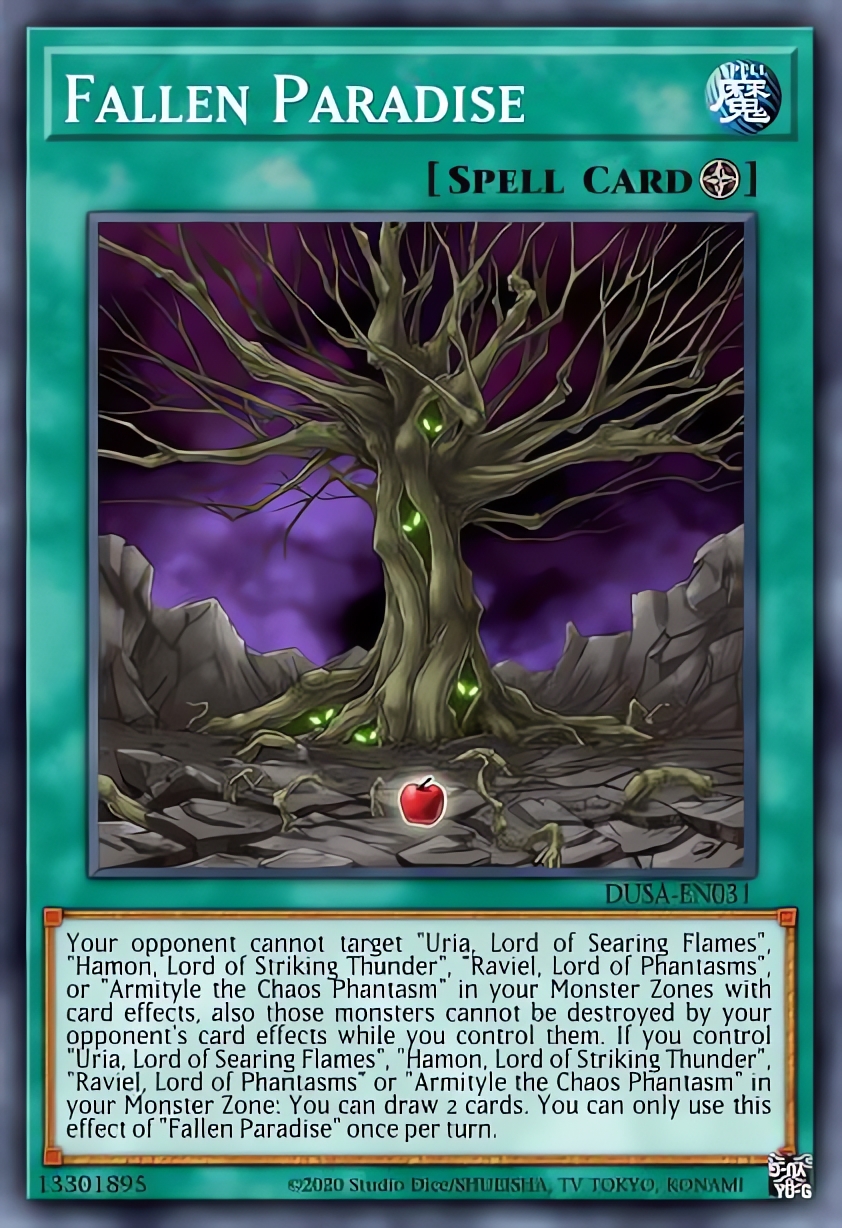 Fallen Paradise
魔
[Spell Card]
DUSA-EN031
Your opponent cannot target "Uria, Lord of Searing Flames",
"Hamon, Lord of Striking Thunder", "Raviel, Lord of Phantasms",
or "Armityle the Chaos Phantasm" in your Monster Zones with
card effects, also those monsters cannot be destroyed by your
opponent's card effects while you control them. If you control
"Uria, Lord of Searing Flames", "Hamon, Lord of Striking Thunder",
"Raviel, Lord of Phantasms" or "Armityle the Chaos Phantasm" in
your Monster Zone: You can draw 2 cards. You can only use this
effect of "Fallen Paradise" once per turn.
13301895
©2020 Studio Dice/SHUEISHA, TV TOKYO, KONAMI